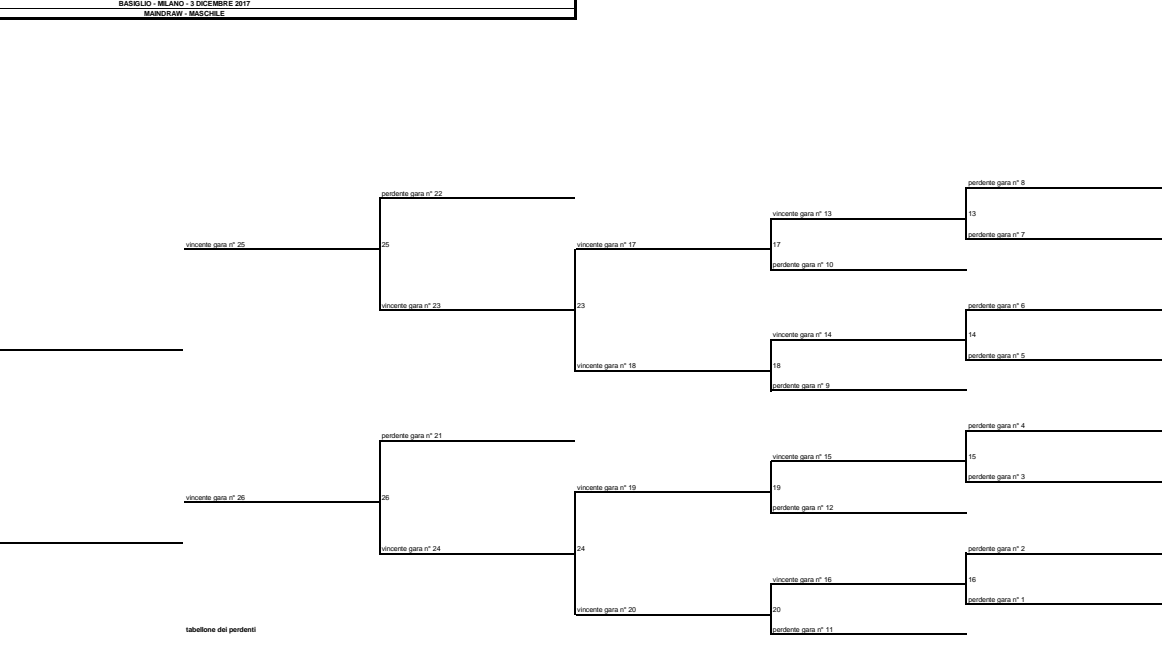 BASIGLIO - MILANO - 3 DICEMBRE 2017
MAINDRAW - MASCHILE
perdente gara n° 8
perdente gara n° 22
vincente gara n° 13
13
perdente gara n° 7
vincente gara n° 25
25
vincente gara n° 17
17
perdente gara n° 10
vincente gara n° 23
23
perdente gara n° 6
vincente gara n° 14
14
perdente gara n° 5
vincente gara n° 18
18
perdente gara n° 9
perdente gara n° 4
perdente gara n° 21
vincente gara n° 15
15
perdente gara n° 3
vincente gara n° 19
19
vincente gara n° 26
26
perdente gara n° 12
vincente gara n° 24
24
perdente gara n° 2
vincente gara n° 16
16
perdente gara n° 1
vincente gara n° 20
20
tabellone dei perdenti
perdente gara n° 11